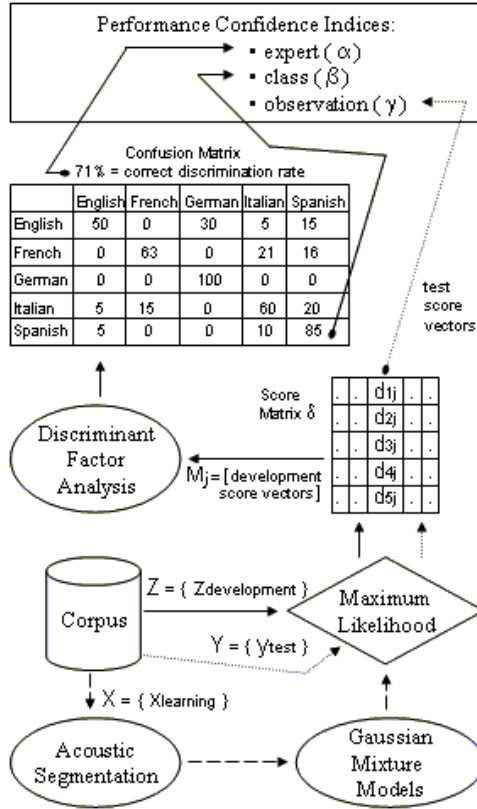 Performance Confidence Indices:
▪ expert ( α )
▪ class ( β )
▪ observation ( γ )
Confusion Matrix
71% = correct discrimination rate
English French German Italian Spanish
English 50 0 30 5 15
French 0 63 0 21 16
German 0 0 100 0 0
Italian 5 15 0 60 20
Spanish 5 0 0 10 85
test
score
vectors
Score
Matrix δ
. . d1j . .
. . d2j . .
. . d3j . .
. . d4j . .
. . d5j . .
Discriminant
Factor
Analysis
Mj=[development
score vectors]
Corpus
Z = { Zdevelopment }
Y = { ytest }
Maximum
Likelihood
X = { Xlearning }
Acoustic
Segmentation
Gaussian
Mixture
Models